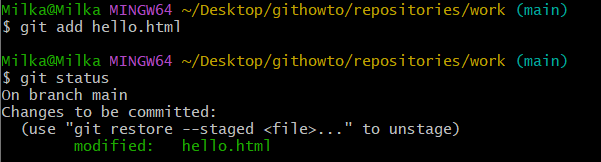 Milka@Milka MINGW64 ~/Desktop/githowto/repositories/work (main)
$ git add hello.html
Milka@Milka MINGW64 ~/Desktop/githowto/repositories/work (main)
$ git status
On branch main
Changes to be committed:
  (use "git restore --staged <file>..." to unstage)
        modified:   hello.html